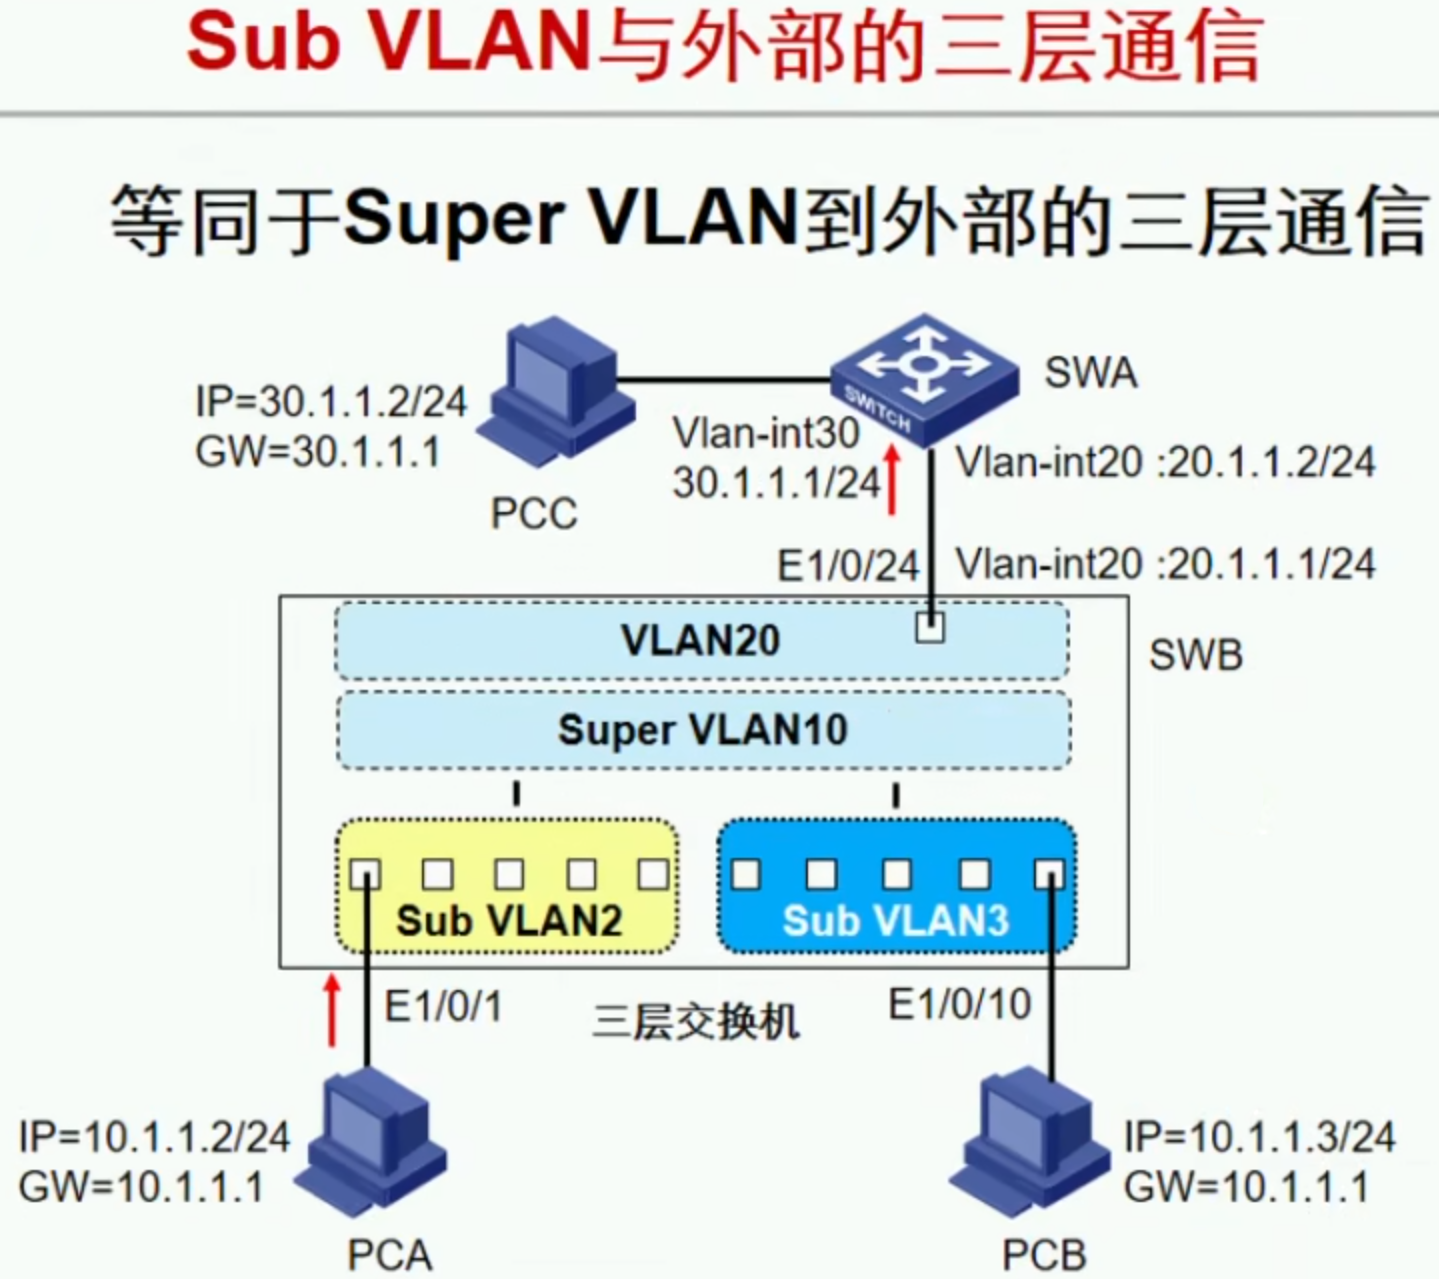 Sub VLAN与外部的三层通信
等同于Super VLAN到外部的三层通信
SWA
SWITCH
IP=30.1.1.2/24
GW=30.1.1.1
PCC
Vlan-int30
30.1.1.1/24
Vlan-int20 :20.1.1.2/24
E1/0/24
Vlan-int20 :20.1.1.1/24
VLAN20
SWB
Super VLAN10
Sub VLAN2
Sub VLAN3
E1/0/1
三层交换机
E1/0/10
IP=10.1.1.2/24
GW=10.1.1.1
PCA
IP=10.1.1.3/24
GW=10.1.1.1
PCB